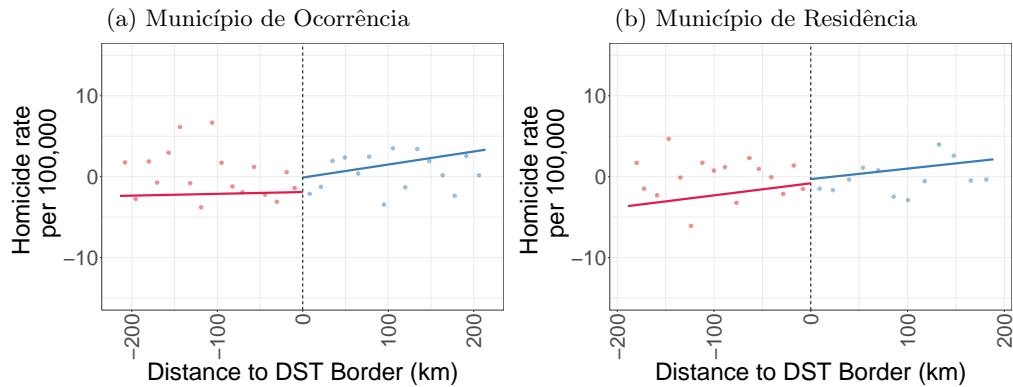 (a) Município de Ocorrência
Homicide rate
per 100,000
10
0
−10
−200
−100
0
100
200
Distance to DST Border (km)
(b) Município de Residência
Homicide rate
per 100,000
10
0
−10
−200
−100
0
100
200
Distance to DST Border (km)